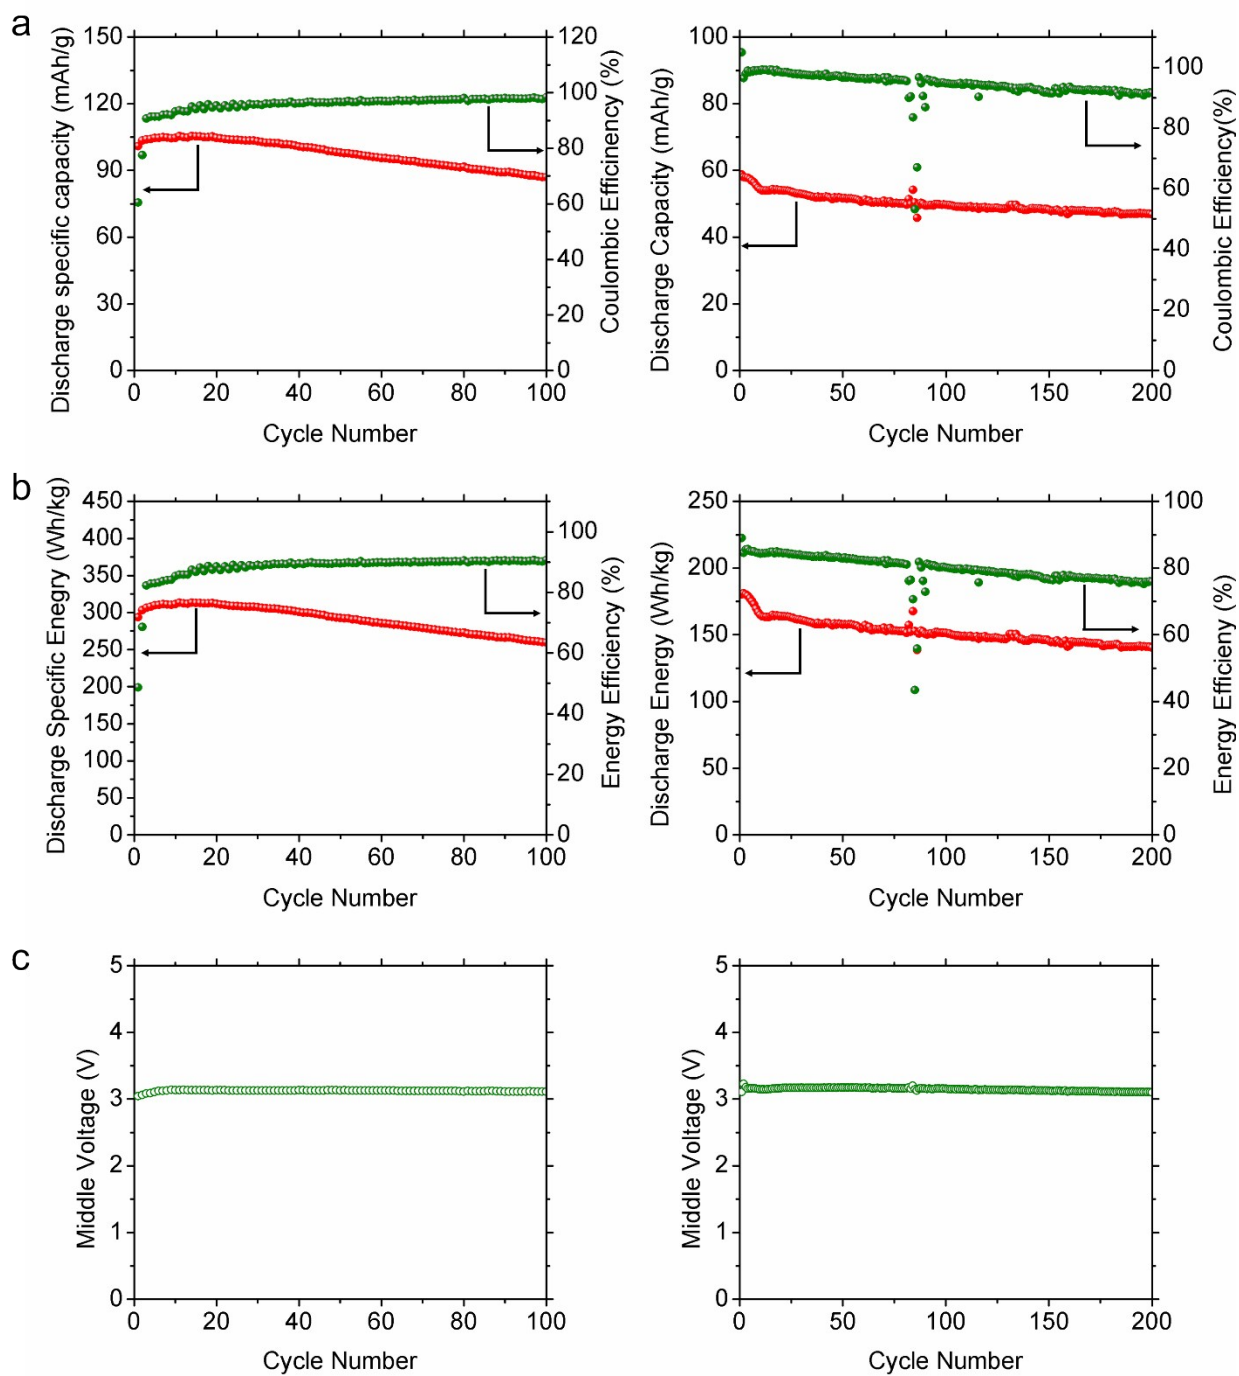 a
Discharge specific capacity (mAh/g)
150
120
90
60
30
0
120
100
80
60
40
20
0
Coulombic Efficinency (%)
0 20 40 60 80 100
Cycle Number
Discharge Capacity (mAh/g)
100
80
60
40
20
0
100
80
60
40
20
0
Coulombic Efficiency(%)
0 50 100 150 200
Cycle Number
b
Discharge Specific Enegry (Wh/kg)
450
400
350
300
250
200
150
100
50
0
100
80
60
40
20
0
Energy Efficiency (%)
0 20 40 60 80 100
Cycle Number
Discharge Energy (Wh/kg)
250
200
150
100
50
0
100
80
60
40
20
0
Energy Efficieny (%)
0 50 100 150 200
Cycle Number
c
Middle Voltage (V)
5
4
3
2
1
0
0 20 40 60 80 100
Cycle Number
Middle Voltage (V)
5
4
3
2
1
0
0 50 100 150 200
Cycle Number